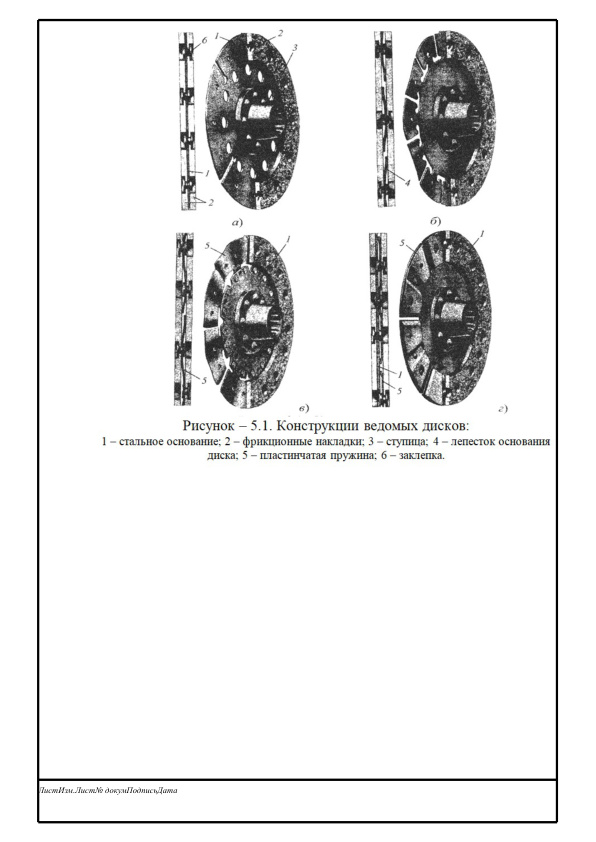 1 2 3 6 1 2
4
а) б)
5 1 5
5 1
1 5
в) г)
Рисунок – 5.1. Конструкции ведомых дисков:
1 – стальное основание; 2 – фрикционные накладки; 3 – ступица; 4 – лепесток основания
диска; 5 – пластинчатая пружина; 6 – заклепка.
ЛистИзм.Лист№ докумПодписьДата